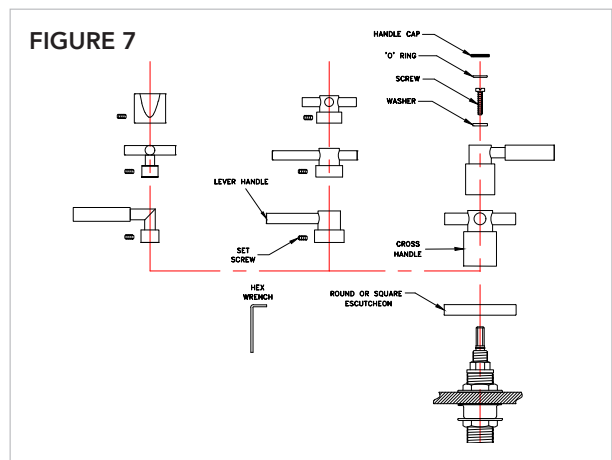 FIGURE 7
HANDLE CAP
"O" RING
SCREW
WASHER
LEVER HANDLE
SET
SCREW
CROSS
HANDLE
HEX
WRENCH
ROUND OR SQUARE
ESCUTCHEON